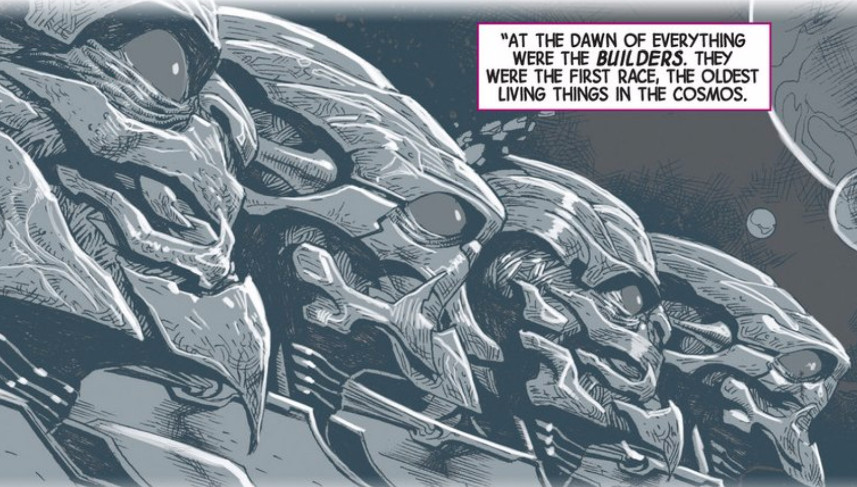 "AT THE DAWN OF EVERYTHING
WERE THE BUILDERS. THEY
WERE THE FIRST RACE, THE OLDEST
LIVING THINGS IN THE COSMOS.